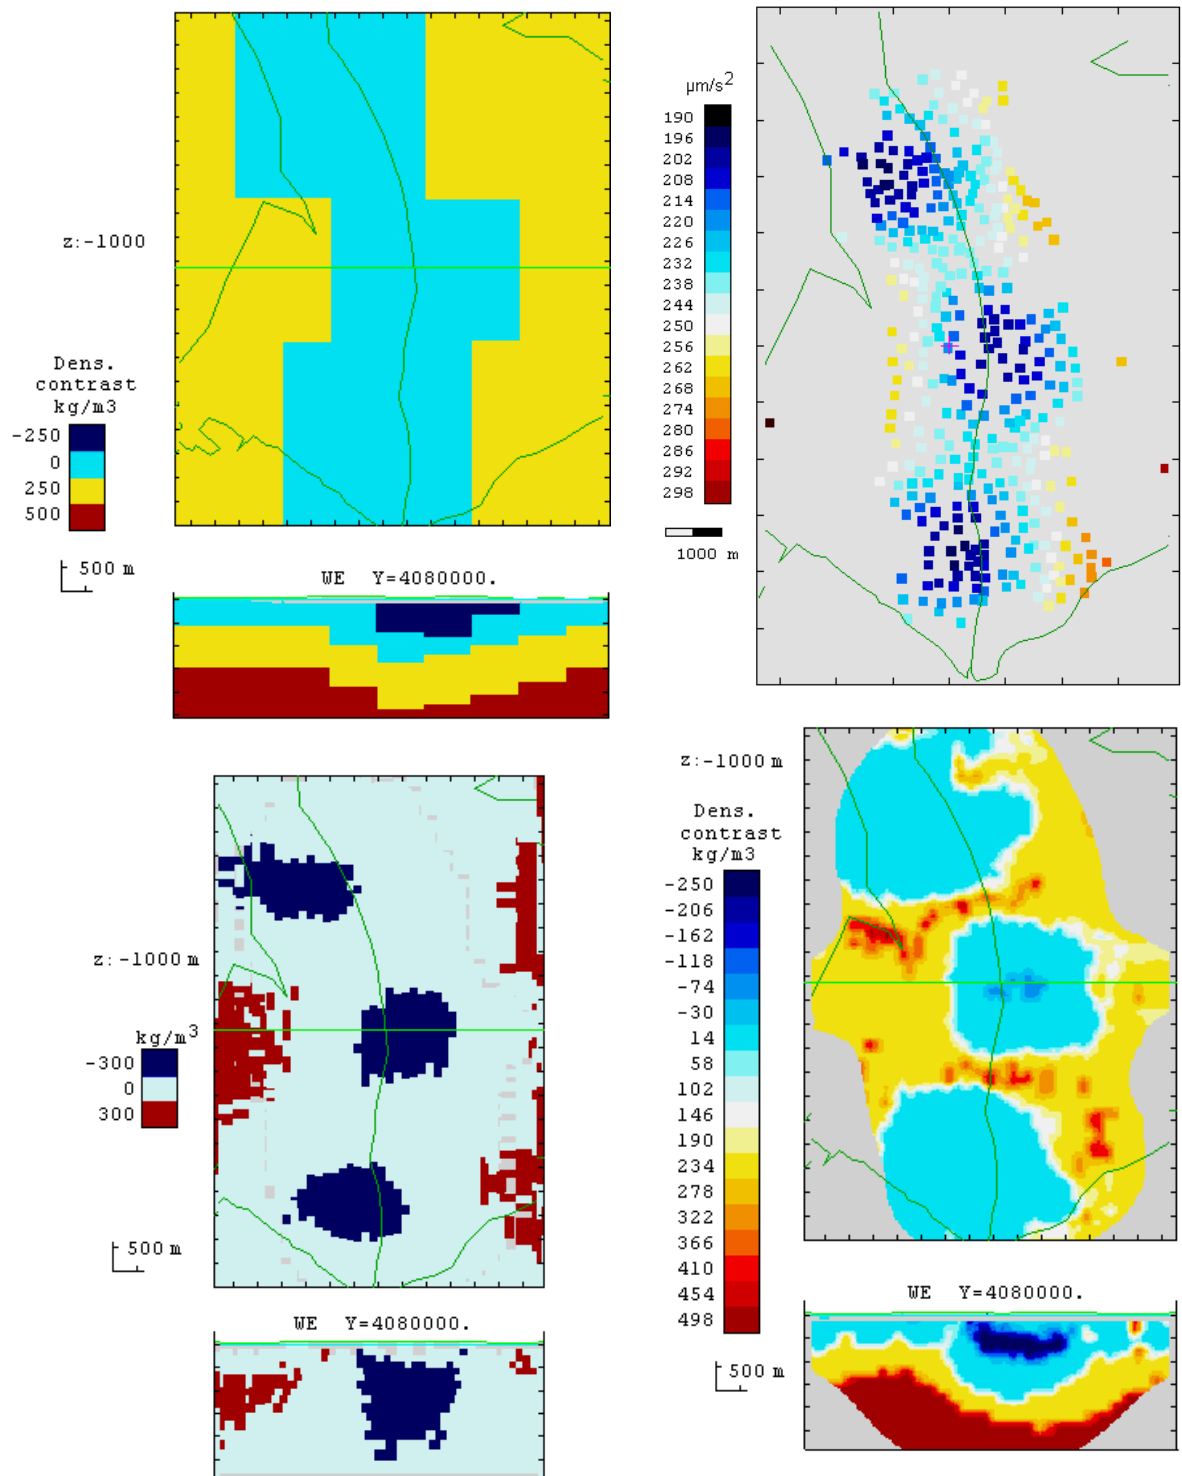 z:-1000
Dens.
contrast
kg/m3
-250
0
250
500
500 m
WE Y=4080000.
µm/s2
190
196
202
208
214
220
226
232
238
244
250
256
262
268
274
280
286
292
298
1000 m
z:-1000 m
kg/m3
-300
0
300
500 m
WE Y=4080000.
z:-1000 m
Dens.
contrast
kg/m3
-250
-206
-162
-118
-74
-30
14
58
102
146
190
234
278
322
366
410
454
498
500 m
WE Y=4080000.